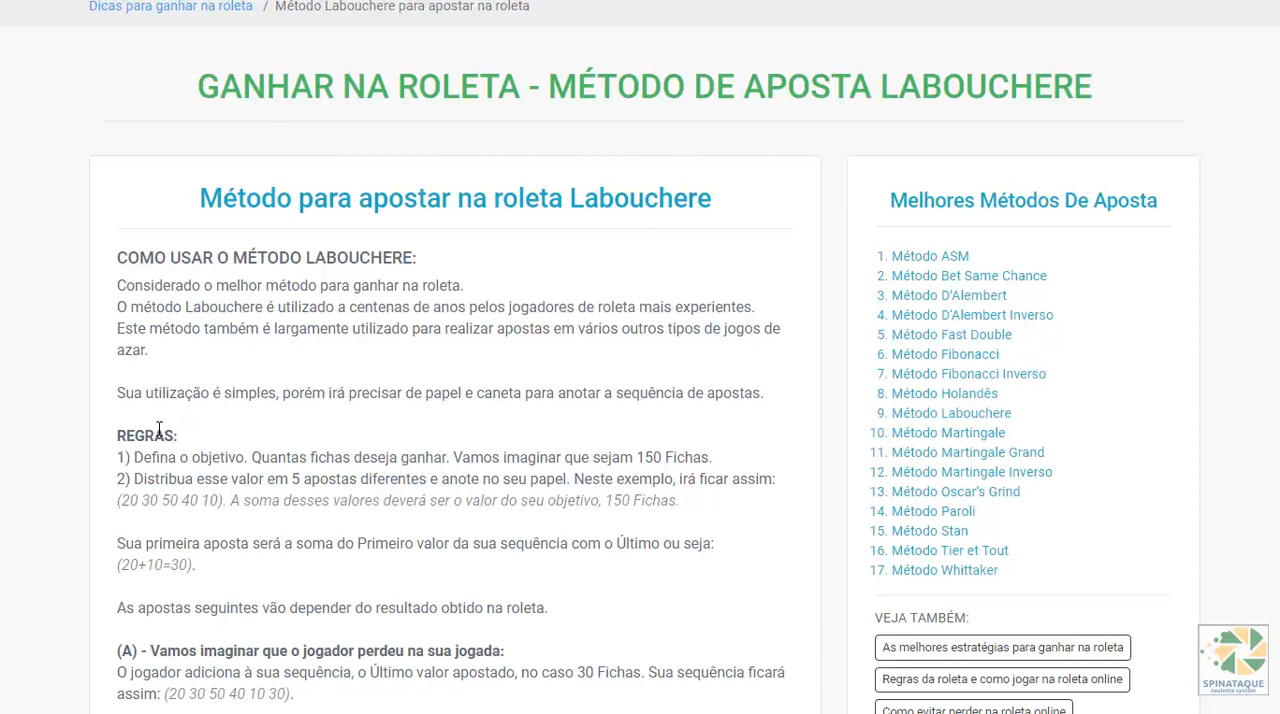 Dicas para ganhar na roleta / Método Labouchere para apostar na roleta
GANHAR NA ROLETA - MÉTODO DE APOSTA LABOUCHERE
Método para apostar na roleta Labouchere
COMO USAR O MÉTODO LABOUCHERE:
Considerado o melhor método para ganhar na roleta.
O método Labouchere é utilizado a centenas de anos pelos jogadores de roleta mais experientes.
Este método também é largamente utilizado para realizar apostas em vários outros tipos de jogos de
azar.
Sua utilização é simples, porém irá precisar de papel e caneta para anotar a sequência de apostas.
REGRAS:
1) Defina o objetivo. Quantas fichas deseja ganhar. Vamos imaginar que sejam 150 Fichas.
2) Distribua esse valor em 5 apostas diferentes e anote no seu papel. Neste exemplo, irá ficar assim:
(20 30 50 40 10). A soma desses valores deverá ser o valor do seu objetivo, 150 Fichas.
Sua primeira aposta será a soma do Primeiro valor da sua sequência com o Último ou seja:
(20+10=30).
As apostas seguintes vão depender do resultado obtido na roleta.
(A) - Vamos imaginar que o jogador perdeu na sua jogada:
O jogador adiciona à sua sequência, o Último valor apostado, no caso 30 Fichas. Sua sequência ficará
assim: (20 30 50 40 10 30).
Melhores Métodos De Aposta
1. Método ASM
2. Método Bet Same Chance
3. Método D'Alembert
4. Método D'Alembert Inverso
5. Método Fast Double
6. Método Fibonacci
7. Método Fibonacci Inverso
8. Método Holandês
9. Método Labouchere
10. Método Martingale
11. Método Martingale Grand
12. Método Martingale Inverso
13. Método Oscar's Grind
14. Método Paroli
15. Método Stan
16. Método Tier et Tout
17. Método Whittaker
VEJA TAMBÉM:
As melhores estratégias para ganhar na roleta
Regras da roleta e como jogar na roleta online
Como evitar perder na roleta online
SPINATAQUE
roulette system